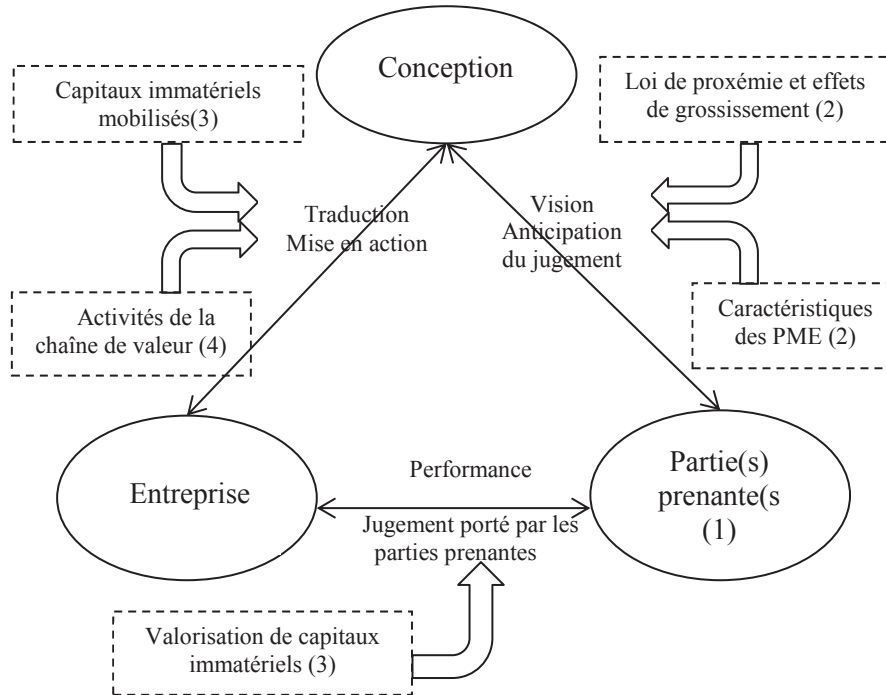 Conception
Capitaux immatériels
mobilisés(3)
Loi de proxémie et effets
de grossissement (2)
Traduction
Mise en action
Vision
Anticipation
du jugement
Activités de la
chaîne de valeur (4)
Caractéristiques
des PME (2)
Entreprise
Performance
Jugement porté par les
parties prenantes
Partie(s)
prenante(s
(1)
Valorisation de capitaux
immatériels (3)